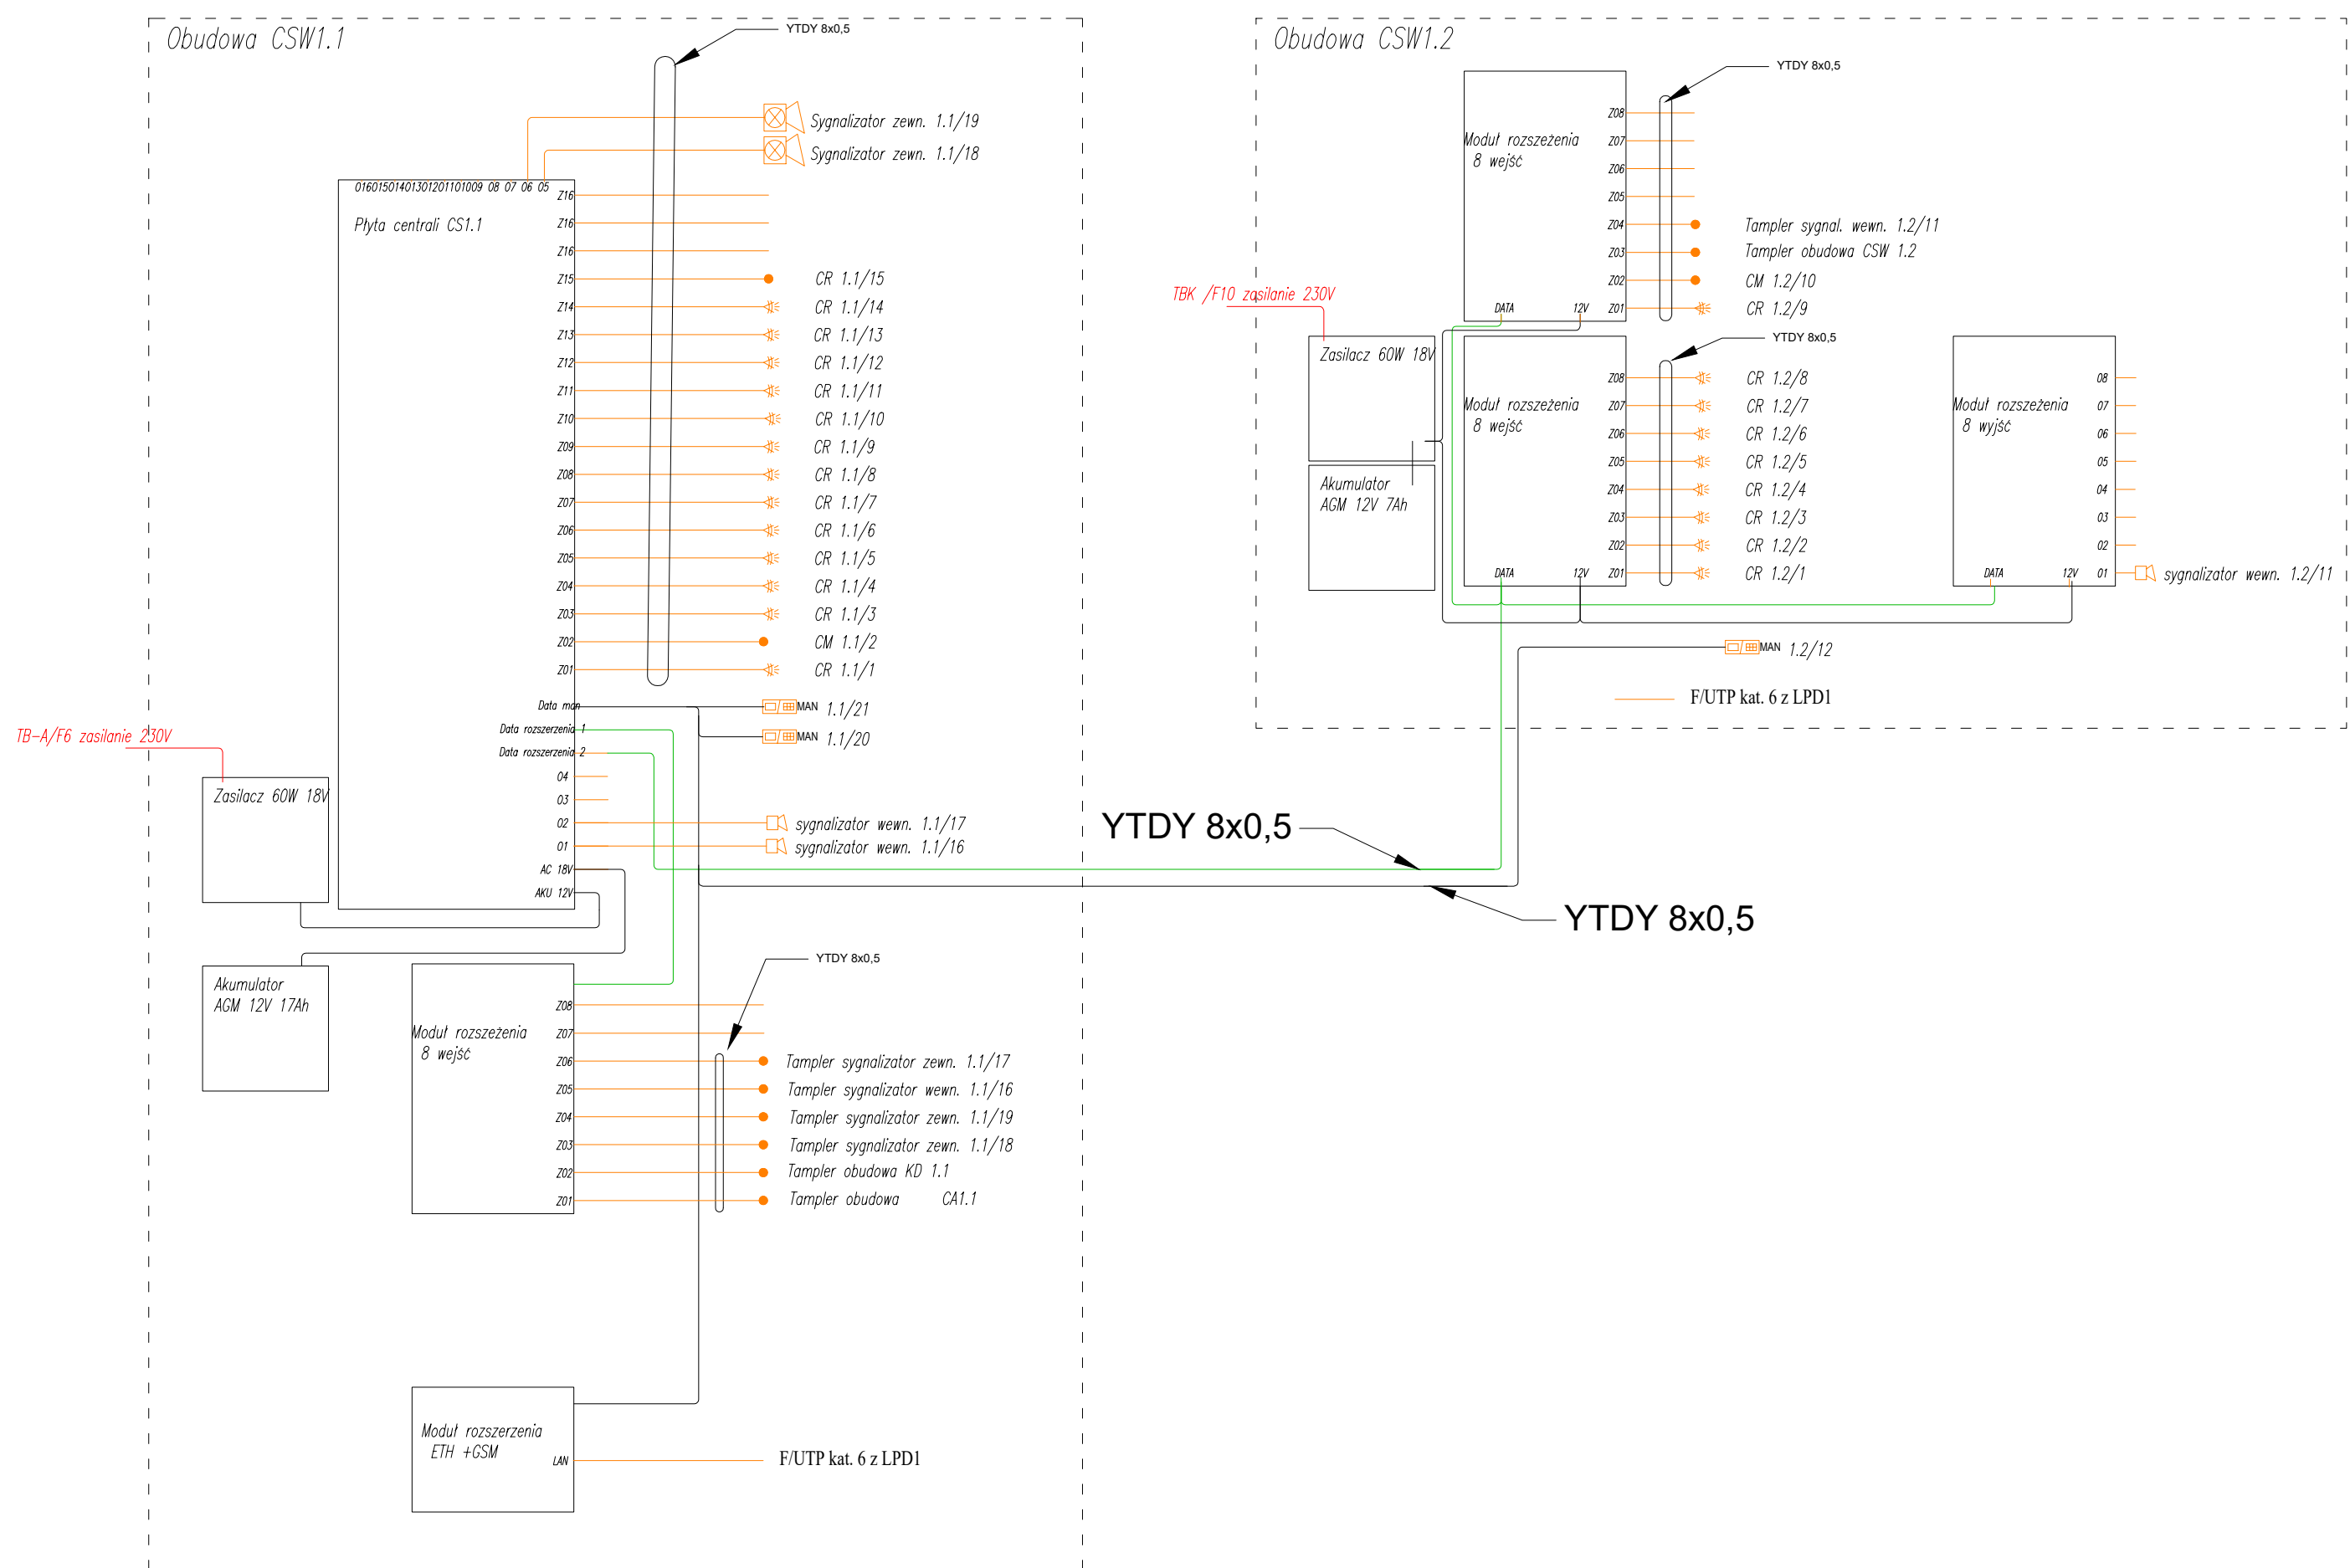 Obudowa CSW1.1
YTDY 8x0,5
Sygnalizator zewn. 1.1/19
Sygnalizator zewn. 1.1/18
01601501401301201101009 08 07 06 05
Płyta centrali CS1.1
Z16
Z16
Z16
Z15 CR 1.1/15
Z14 CR 1.1/14
Z13 CR 1.1/13
Z12 CR 1.1/12
Z11 CR 1.1/11
Z10 CR 1.1/10
Z09 CR 1.1/9
Z08 CR 1.1/8
Z07 CR 1.1/7
Z06 CR 1.1/6
Z05 CR 1.1/5
Z04 CR 1.1/4
Z03 CR 1.1/3
Z02 CM 1.1/2
Z01 CR 1.1/1
Data man MAN 1.1/21
Data rozszerzenia 1 MAN 1.1/20
Data rozszerzenia 2
04
03
02 sygnalizator wewn. 1.1/17
01 sygnalizator wewn. 1.1/16
AC 18V
AKU 12V
TB-A/F6 zasilanie 230V
Zasilacz 60W 18V
Akumulator
AGM 12V 17Ah
YTDY 8x0,5
Moduł rozszeżenia
8 wejść
Z08
Z07
Z06 Tampler sygnalizator zewn. 1.1/17
Z05 Tampler sygnalizator wewn. 1.1/16
Z04 Tampler sygnalizator zewn. 1.1/19
Z03 Tampler sygnalizator zewn. 1.1/18
Z02 Tampler obudowa KD 1.1
Z01 Tampler obudowa CA1.1
Moduł rozszerzenia
ETH +GSM
LAN F/UTP kat. 6 z LPD1
Obudowa CSW1.2
YTDY 8x0,5
Moduł rozszeżenia
8 wejść
Z08
Z07
Z06
Z05
Z04 Tampler sygnal. wewn. 1.2/11
Z03 Tampler obudowa CSW 1.2
Z02 CM 1.2/10
DATA 12V Z01 CR 1.2/9
TBK /F10 zasilanie 230V
Zasilacz 60W 18V
Akumulator
AGM 12V 7Ah
YTDY 8x0,5
Moduł rozszeżenia
8 wejść
Z08 CR 1.2/8
Z07 CR 1.2/7
Z06 CR 1.2/6
Z05 CR 1.2/5
Z04 CR 1.2/4
Z03 CR 1.2/3
Z02 CR 1.2/2
DATA 12V Z01 CR 1.2/1
Moduł rozszeżenia
8 wyjść
08
07
06
05
04
03
02
DATA 12V 01 sygnalizator wewn. 1.2/11
MAN 1.2/12
F/UTP kat. 6 z LPD1
YTDY 8x0,5
YTDY 8x0,5